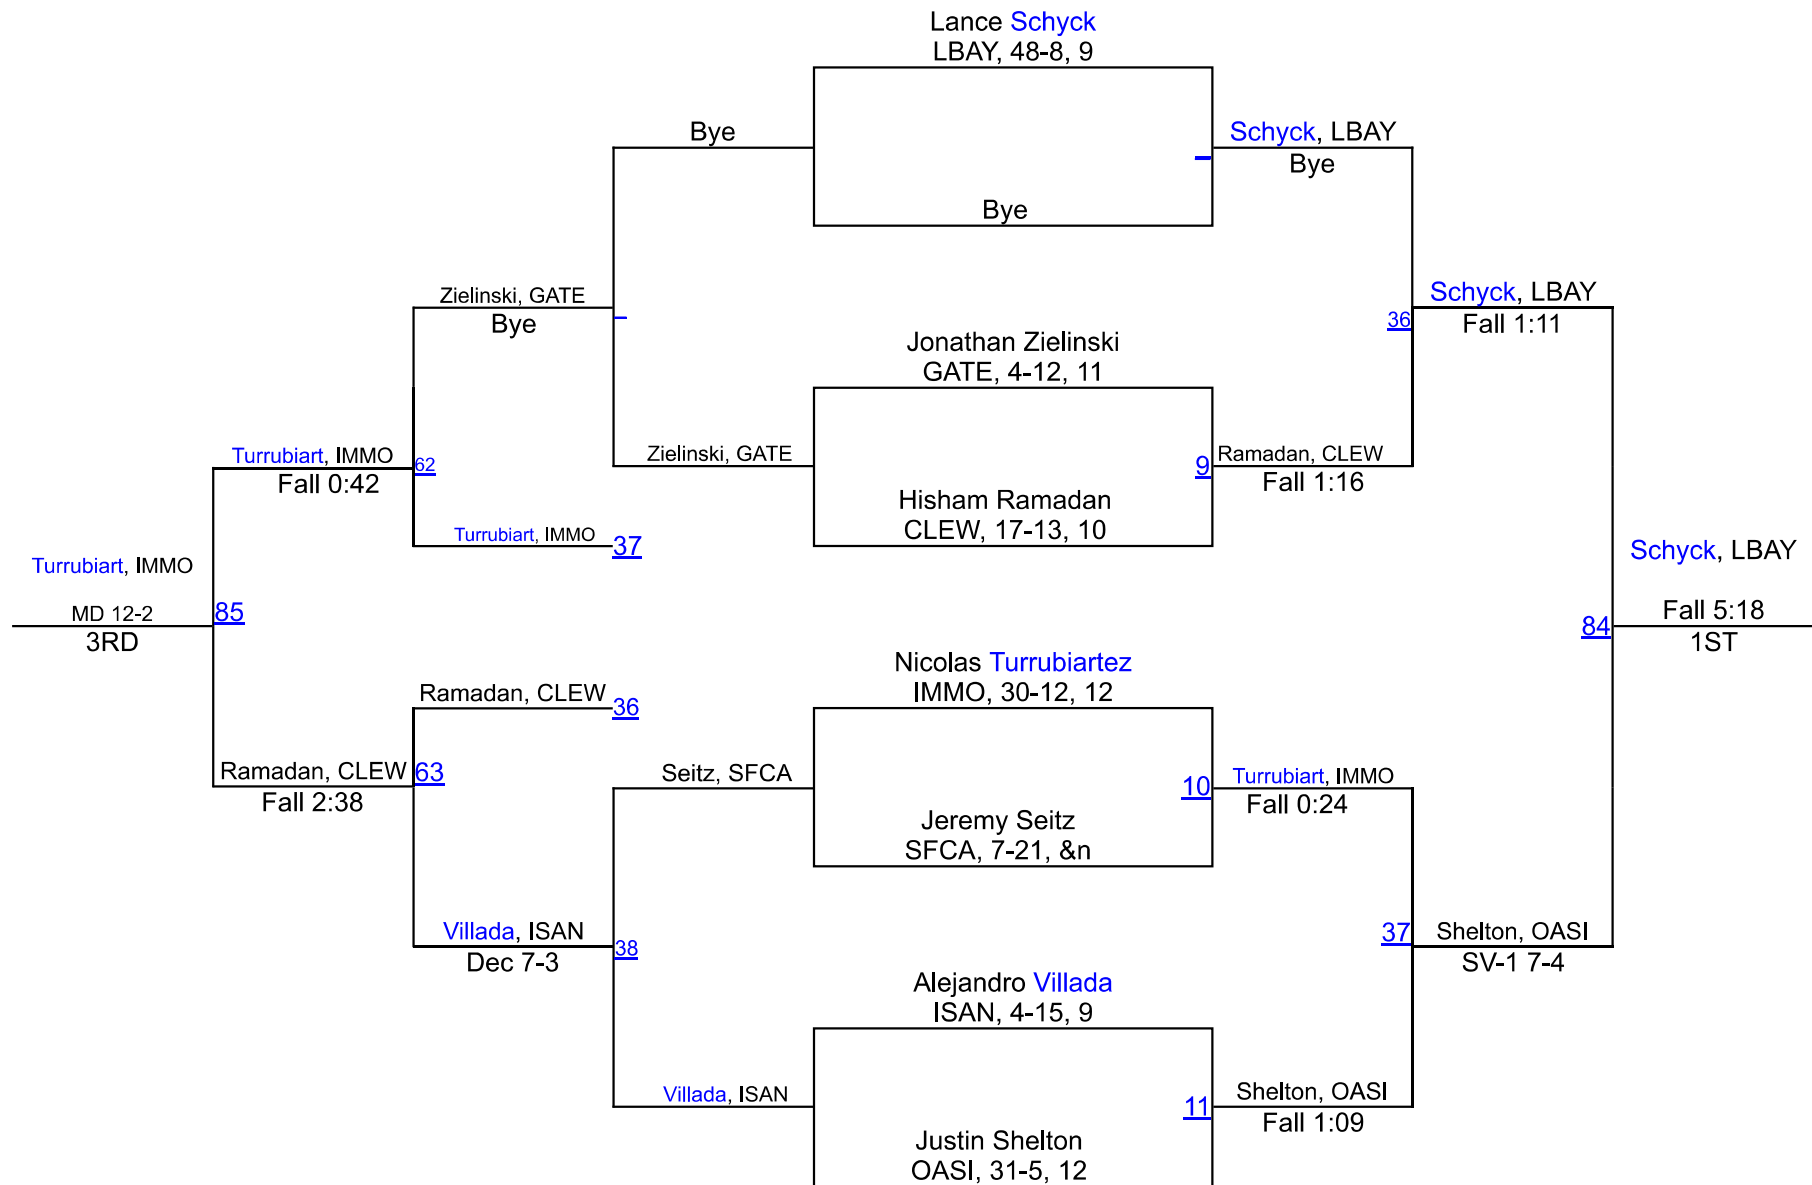 Lance Schyck
LBAY, 48-8, 9
Bye
Schyck, LBAY
Bye
Bye
Zielinski, GATE
Bye
Schyck, LBAY
36
Fall 1:11
Jonathan Zielinski
GATE, 4-12, 11
Turrubiart, IMMO
62
Fall 0:42
Zielinski, GATE
9
Ramadan, CLEW
Fall 1:16
Hisham Ramadan
CLEW, 17-13, 10
Turrubiart, IMMO
37
Turrubiart, IMMO
85
MD 12-2
3RD
Schyck, LBAY
84
Fall 5:18
1ST
Nicolas Turrubiartez
IMMO, 30-12, 12
Ramadan, CLEW
36
Ramadan, CLEW
63
Fall 2:38
Seitz, SFCA
10
Turrubiart, IMMO
Fall 0:24
Jeremy Seitz
SFCA, 7-21, &n
Villada, ISAN
38
Dec 7-3
37
Shelton, OASI
SV-1 7-4
Alejandro Villada
ISAN, 4-15, 9
Villada, ISAN
11
Shelton, OASI
Fall 1:09
Justin Shelton
OASI, 31-5, 12